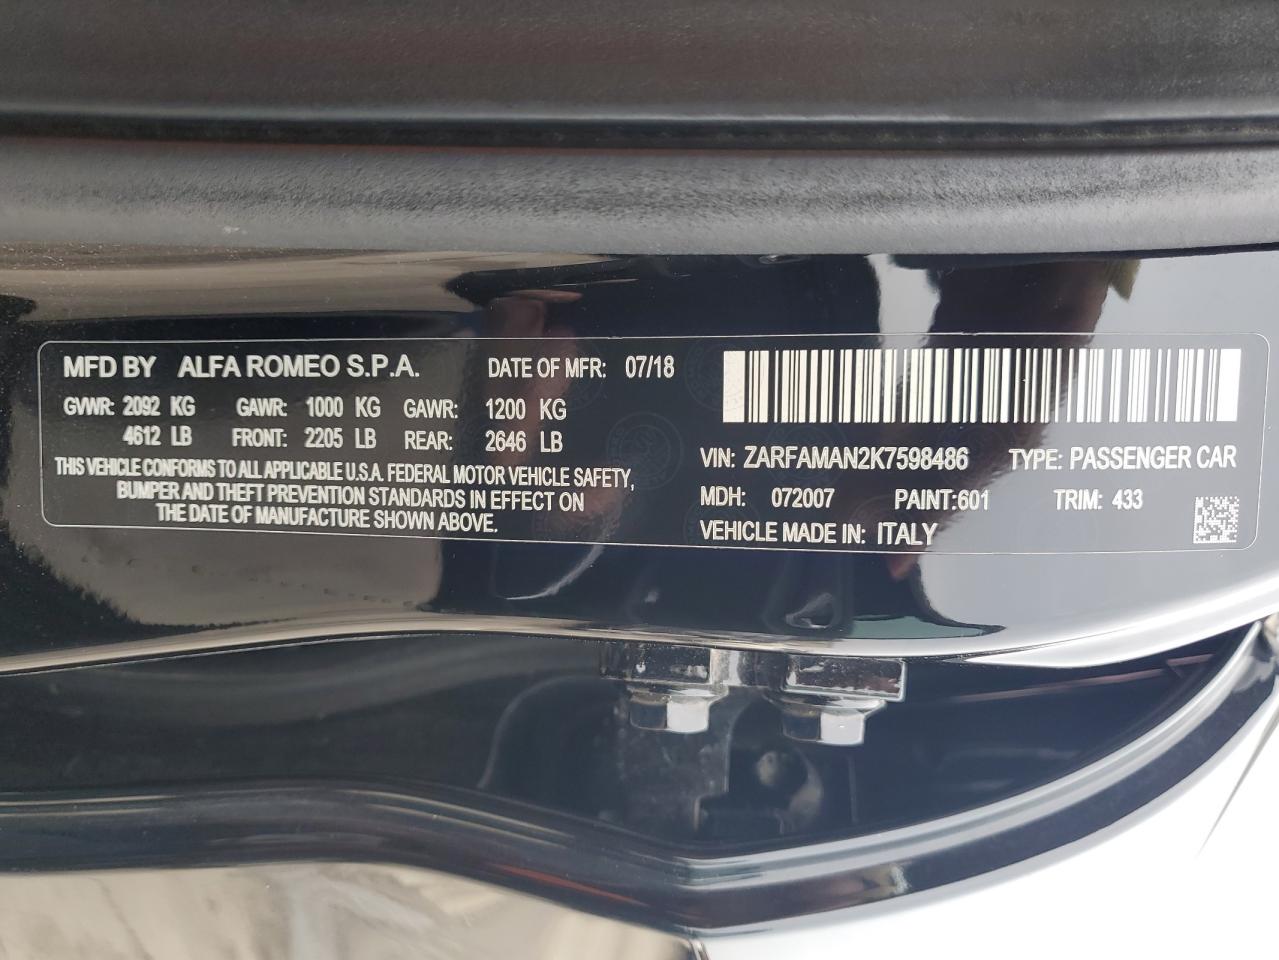 MFD BY ALFA ROMEO S.P.A. DATE OF MFR: 07/18
GVWR: 2092 KG GAWR: 1000 KG GAWR: 1200 KG
4612 LB FRONT: 2205 LB REAR: 2646 LB
THIS VEHICLE CONFORMS TO ALL APPLICABLE U.S.A. FEDERAL MOTOR VEHICLE SAFETY,
BUMPER AND THEFT PREVENTION STANDARDS IN EFFECT ON
THE DATE OF MANUFACTURE SHOWN ABOVE.
VIN: ZARFAMAN2K7598486 TYPE: PASSENGER CAR
MDH: 072007 PAINT:601 TRIM: 433
VEHICLE MADE IN: ITALY